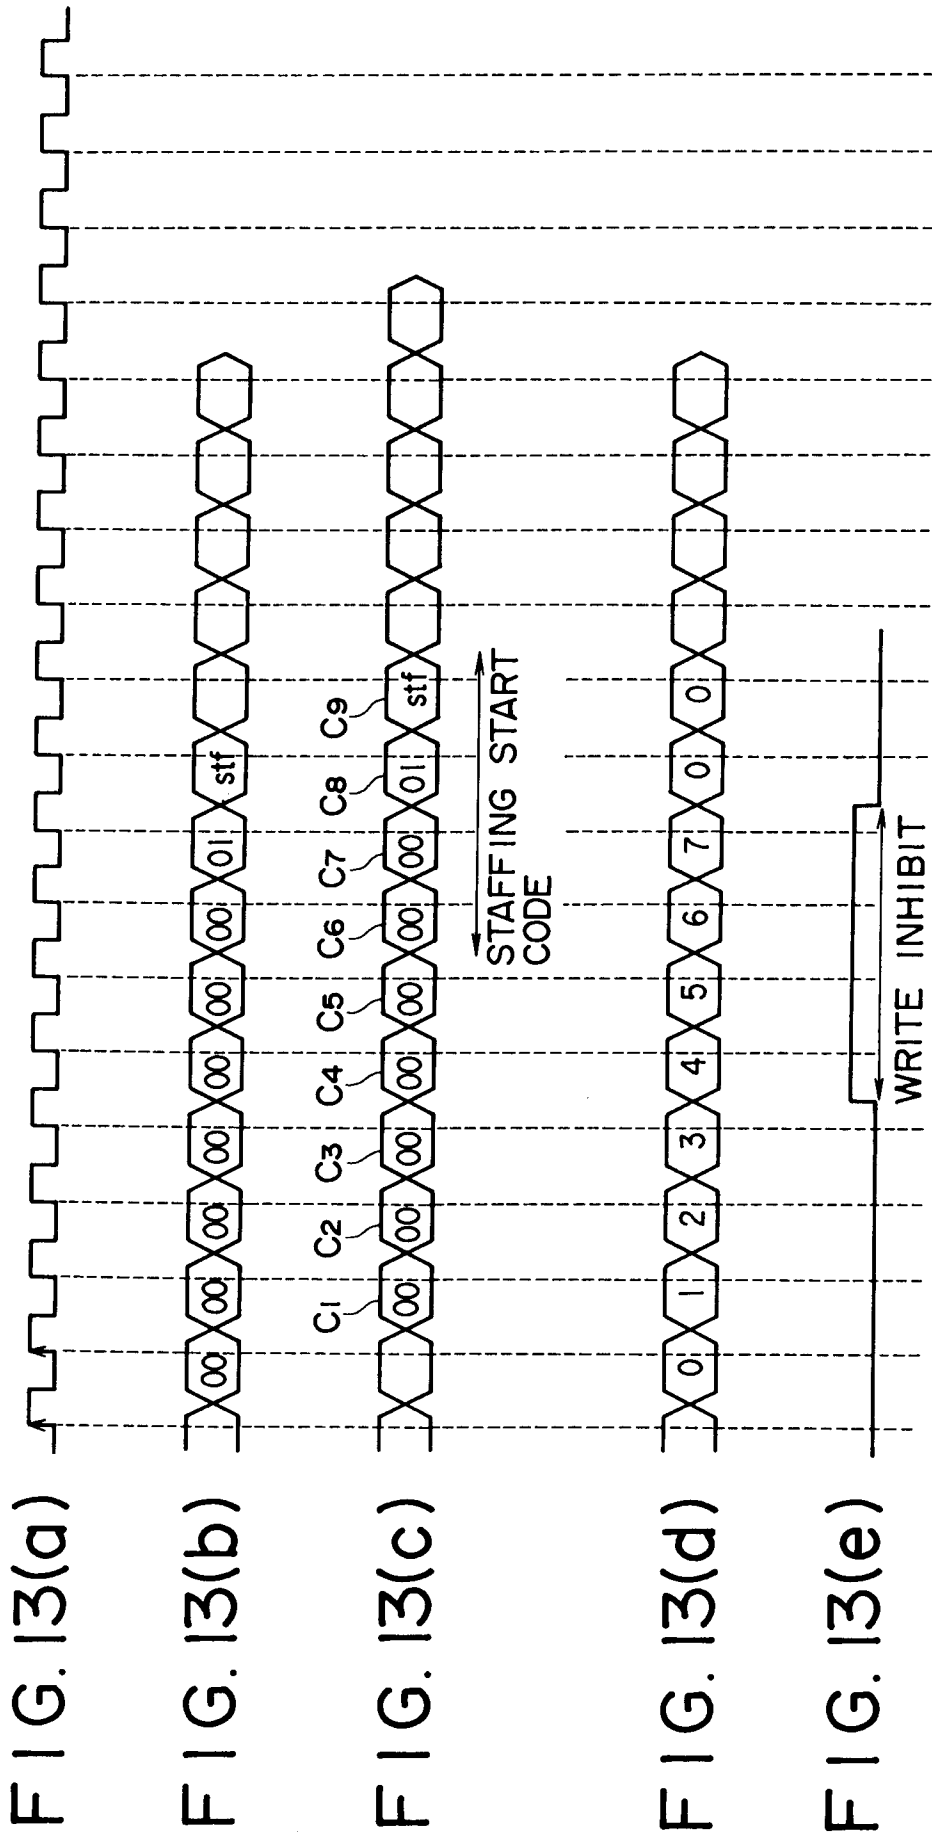 FIG. 13(a)
FIG. 13(b)
00 00 00 00 00 00 00 01 stf
FIG. 13(c)
C1 C2 C3 C4 C5 C6 C7 C8 C9
00 00 00 00 00 00 00 01 stf
STAFFING START
CODE
FIG. 13(d)
0 1 2 3 4 5 6 7 0 0
FIG. 13(e)
WRITE INHIBIT